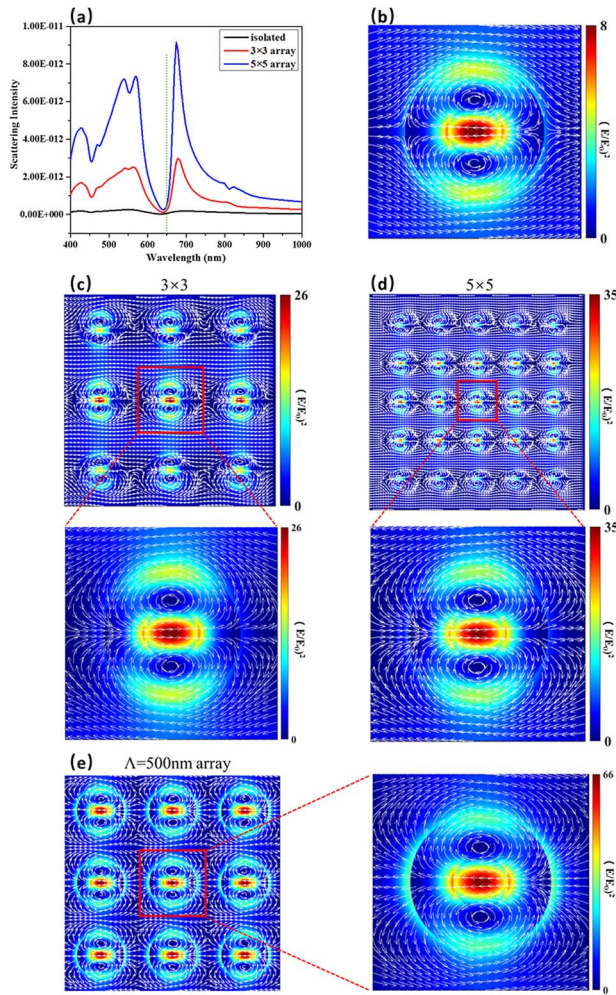 (a)
isolated
3×3 array
5×5 array
Scattering Intensity
1.00E-011
8.00E-012
6.00E-012
4.00E-012
2.00E-012
0.00E+000
400 500 600 700 800 900 1000
Wavelength (nm)
(b)
8
0
(E/E₀)²
(c)
3×3
26
0
(E/E₀)²
(d)
5×5
35
0
(E/E₀)²
26
0
(E/E₀)²
35
0
(E/E₀)²
(e)
Λ=500nm array
66
0
(E/E₀)²